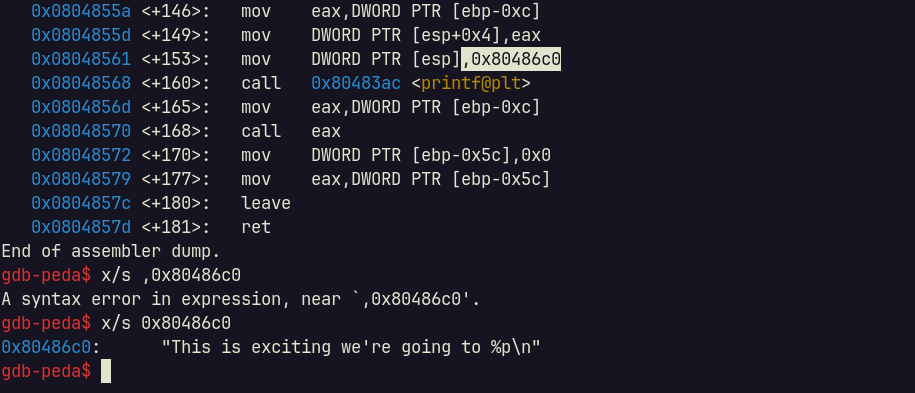 0x0804855a <+146>:   mov    eax,DWORD PTR [ebp-0xc]
0x0804855d <+149>:   mov    DWORD PTR [esp+0x4],eax
0x08048561 <+153>:   mov    DWORD PTR [esp],0x80486c0
0x08048568 <+160>:   call   0x80483ac <printf@plt>
0x0804856d <+165>:   mov    eax,DWORD PTR [ebp-0xc]
0x08048570 <+168>:   call   eax
0x08048572 <+170>:   mov    DWORD PTR [ebp-0x5c],0x0
0x08048579 <+177>:   mov    eax,DWORD PTR [ebp-0x5c]
0x0804857c <+180>:   leave
0x0804857d <+181>:   ret
End of assembler dump.
gdb-peda$ x/s ,0x80486c0
A syntax error in expression, near `,0x80486c0'.
gdb-peda$ x/s 0x80486c0
0x80486c0:      "This is exciting we're going to %p\n"
gdb-peda$